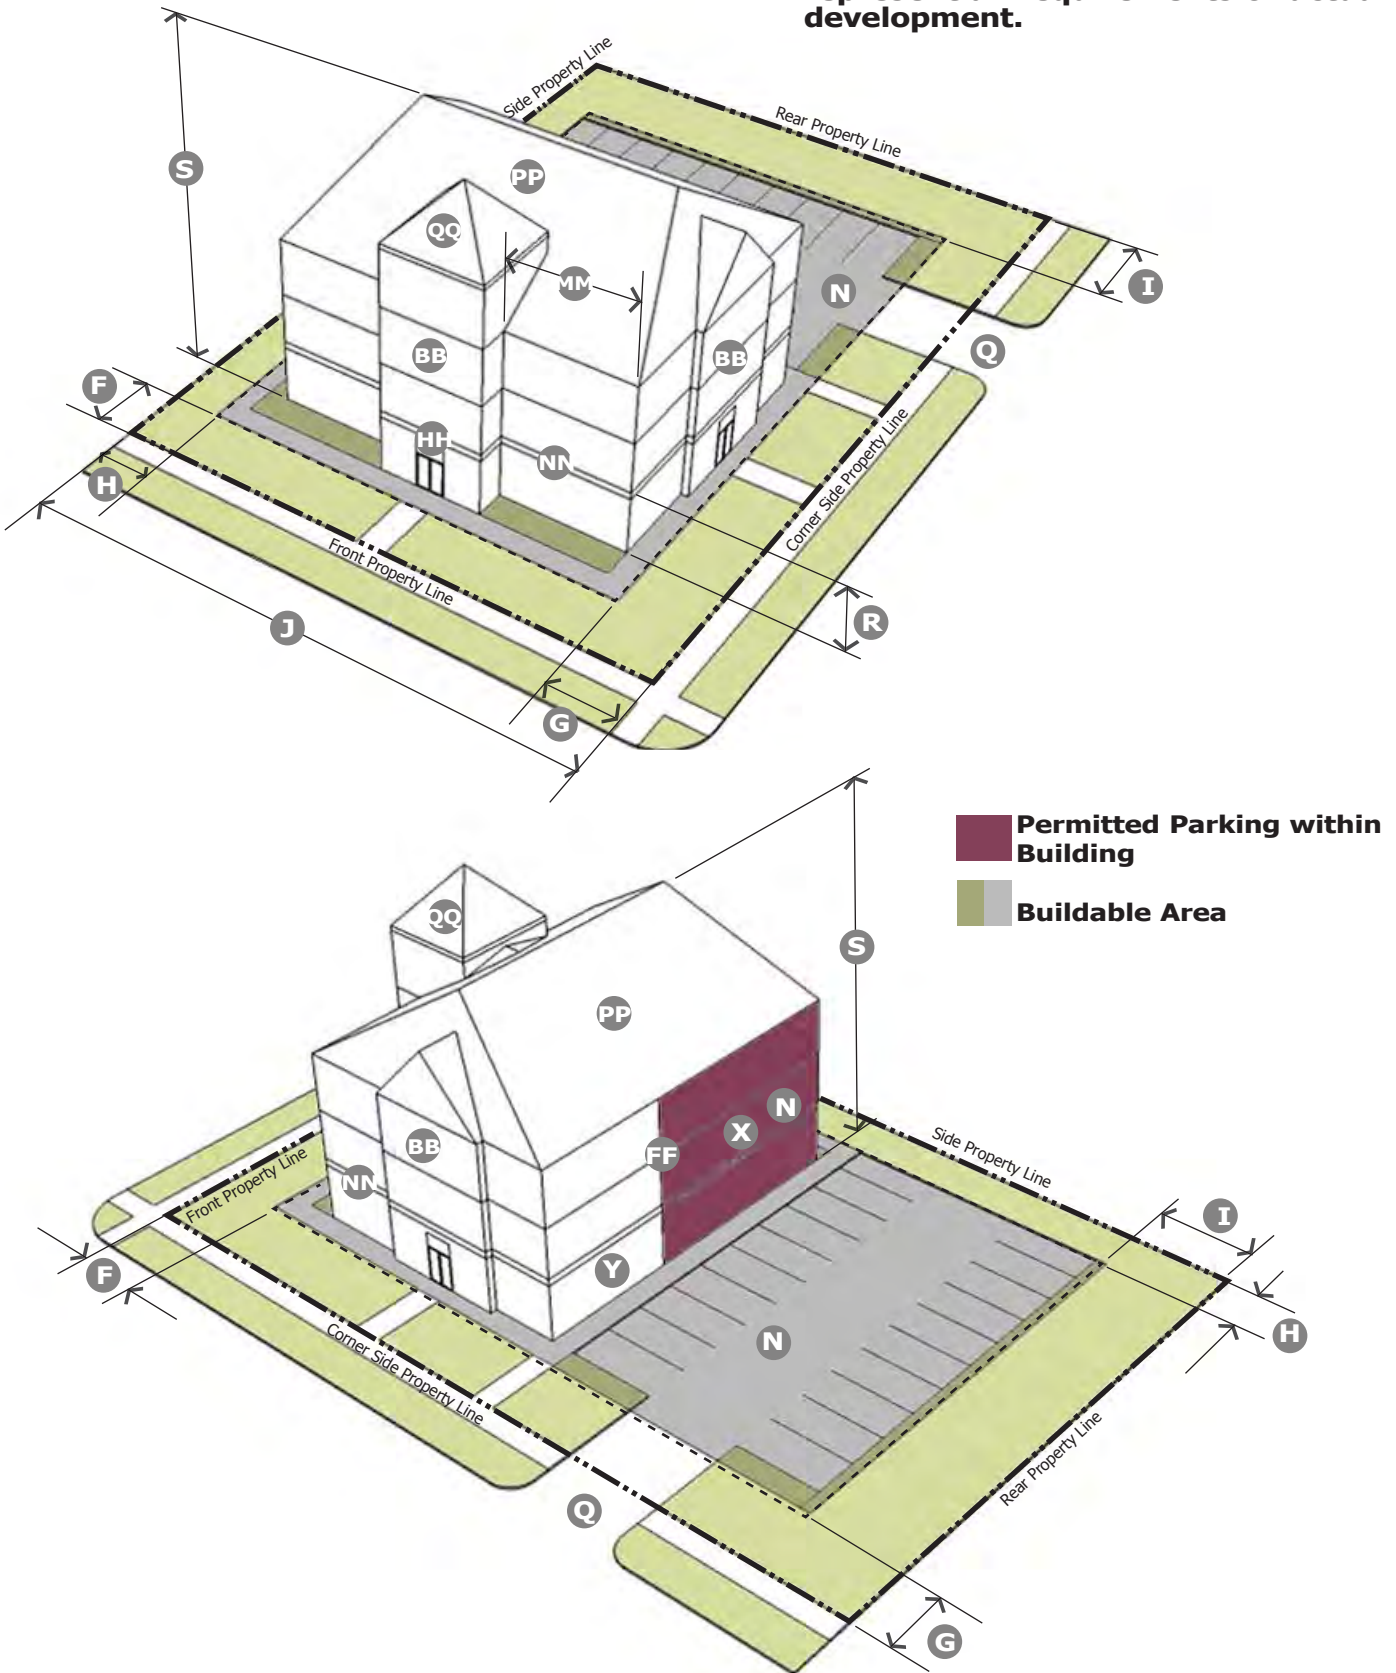 development.
Side Property Line
Rear Property Line
S
PP
QQ
MM
I
N
Q
BB
BB
F
HH
NN
H
Corner Side Property Line
Front Property Line
J
R
G
Permitted Parking within
Building
Buildable Area
QQ
S
PP
N
X
BB
FF
NN
Side Property Line
Front Property Line
I
Y
F
H
N
Corner Side Property Line
Rear Property Line
Q
G